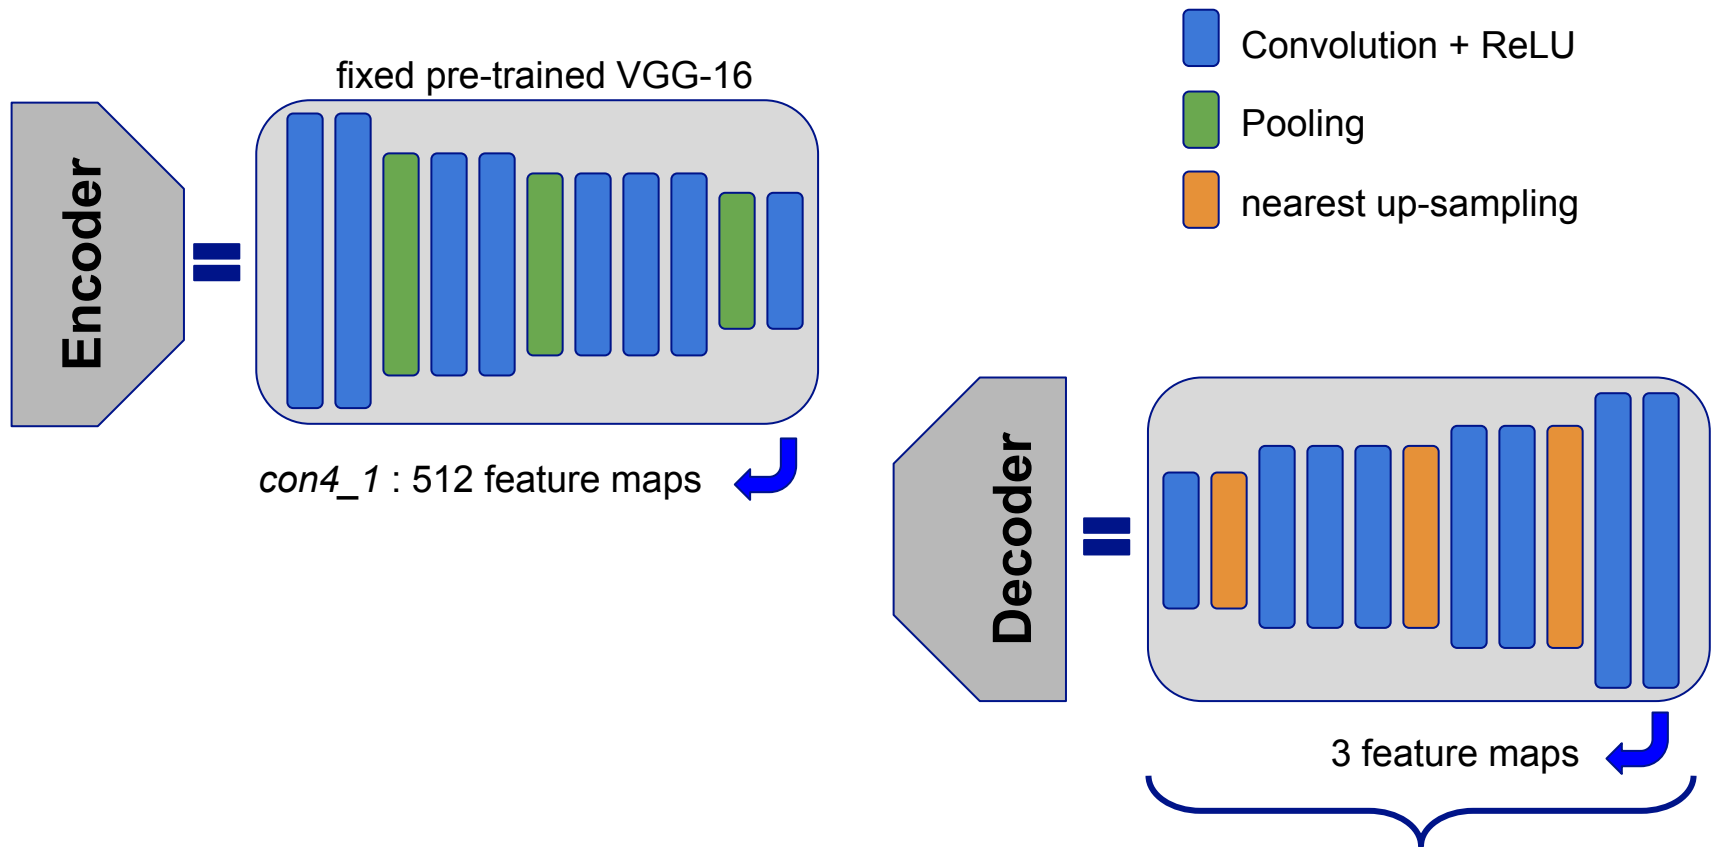 fixed pre-trained VGG-16
Encoder
con4_1 : 512 feature maps
Convolution + ReLU
Pooling
nearest up-sampling
Decoder
3 feature maps